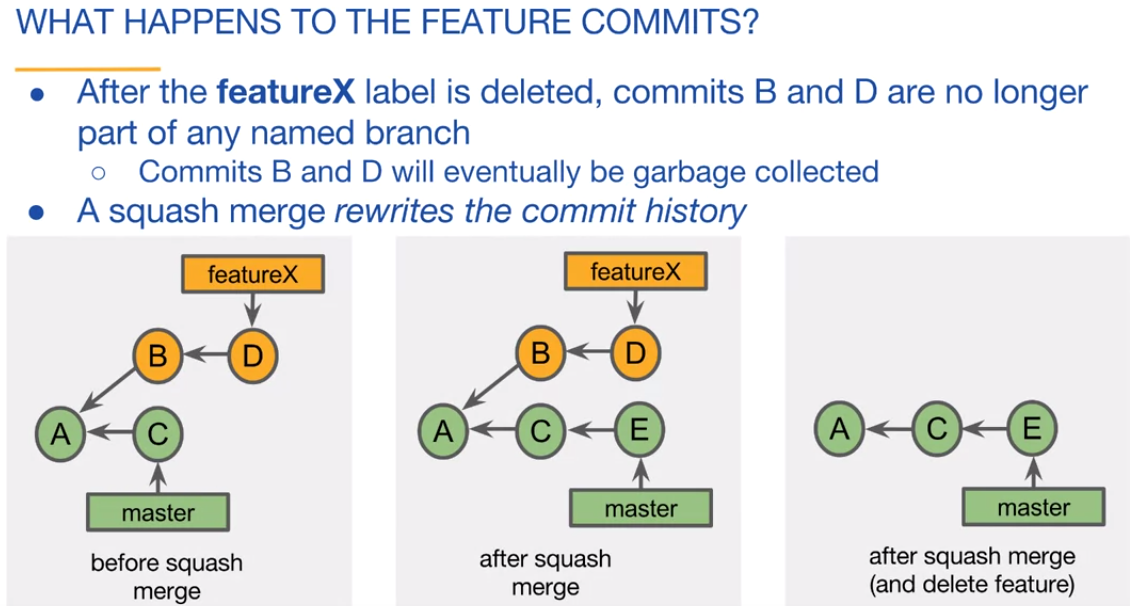 WHAT HAPPENS TO THE FEATURE COMMITS?
● After the featureX label is deleted, commits B and D are no longer
part of any named branch
○ Commits B and D will eventually be garbage collected
● A squash merge rewrites the commit history
featureX
B D
A C
master
before squash
merge
featureX
B D
A C E
master
after squash
merge
A C E
master
after squash merge
(and delete feature)